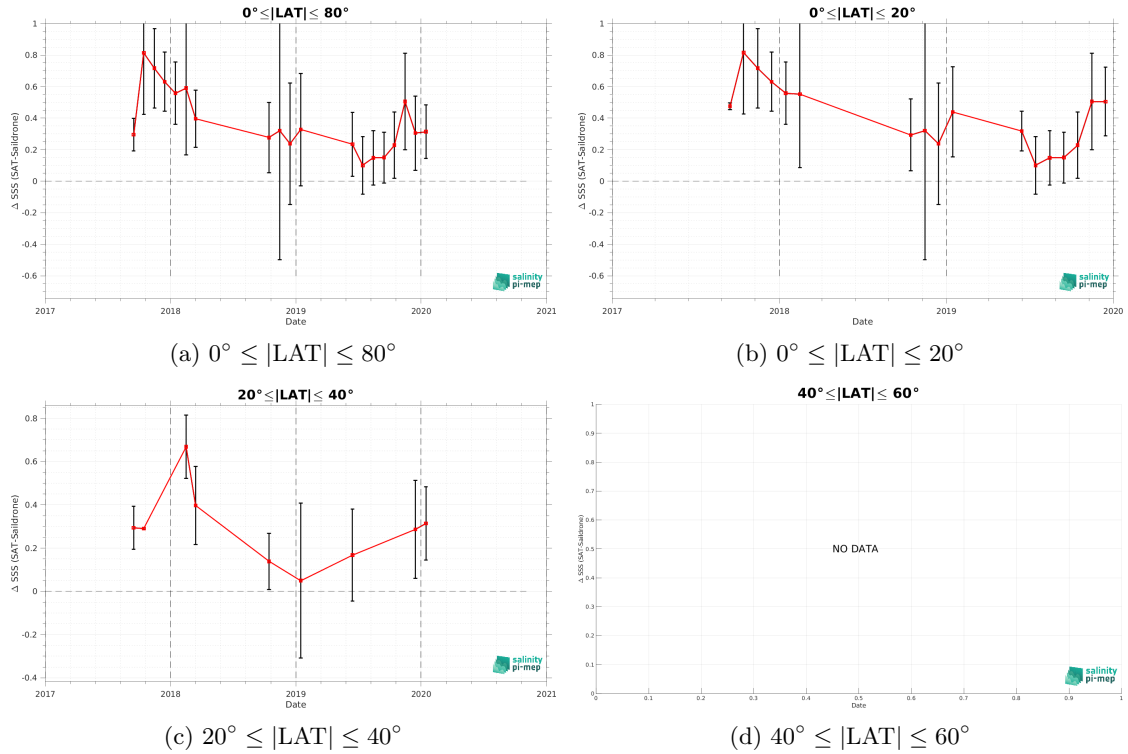 0°≤|LAT|≤ 80°
Δ SSS (SAT-Saildrone)
1
0.8
0.6
0.4
0.2
0
-0.2
-0.4
-0.6
2017
2018
2019
2020
2021
Date
salinity
pi-mep
(a) 0° ≤ |LAT| ≤ 80°
0°≤|LAT|≤ 20°
Δ SSS (SAT-Saildrone)
1
0.8
0.6
0.4
0.2
0
-0.2
-0.4
-0.6
2017
2018
2019
2020
Date
salinity
pi-mep
(b) 0° ≤ |LAT| ≤ 20°
20°≤|LAT|≤ 40°
Δ SSS (SAT-Saildrone)
0.8
0.6
0.4
0.2
0
-0.2
-0.4
2017
2018
2019
2020
2021
Date
salinity
pi-mep
(c) 20° ≤ |LAT| ≤ 40°
40°≤|LAT|≤ 60°
Δ SSS (SAT-Saildrone)
1
0.9
0.8
0.7
0.6
0.5
0.4
0.3
0.2
0.1
0
NO DATA
0
0.1
0.2
0.3
0.4
0.5
0.6
0.7
0.8
0.9
1
Date
salinity
pi-mep
(d) 40° ≤ |LAT| ≤ 60°